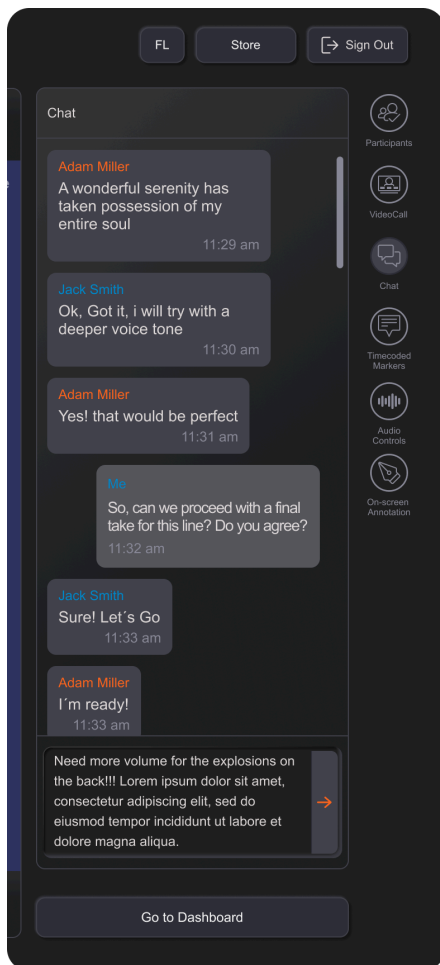 FL
Store
Sign Out
Chat
Adam Miller
A wonderful serenity has
taken possession of my
entire soul
11:29 am
Jack Smith
Ok, Got it, i will try with a
deeper voice tone
11:30 am
Adam Miller
Yes! that would be perfect
11:31 am
Me
So, can we proceed with a final
take for this line? Do you agree?
11:32 am
Jack Smith
Sure! Let´s Go
11:33 am
Adam Miller
I´m ready!
11:33 am
Need more volume for the explosions on
the back!!! Lorem ipsum dolor sit amet,
consectetur adipiscing elit, sed do
eiusmod tempor incididunt ut labore et
dolore magna aliqua.
Go to Dashboard
Participants
VideoCall
Chat
Timecoded
Markers
Audio
Controls
On-screen
Annotation